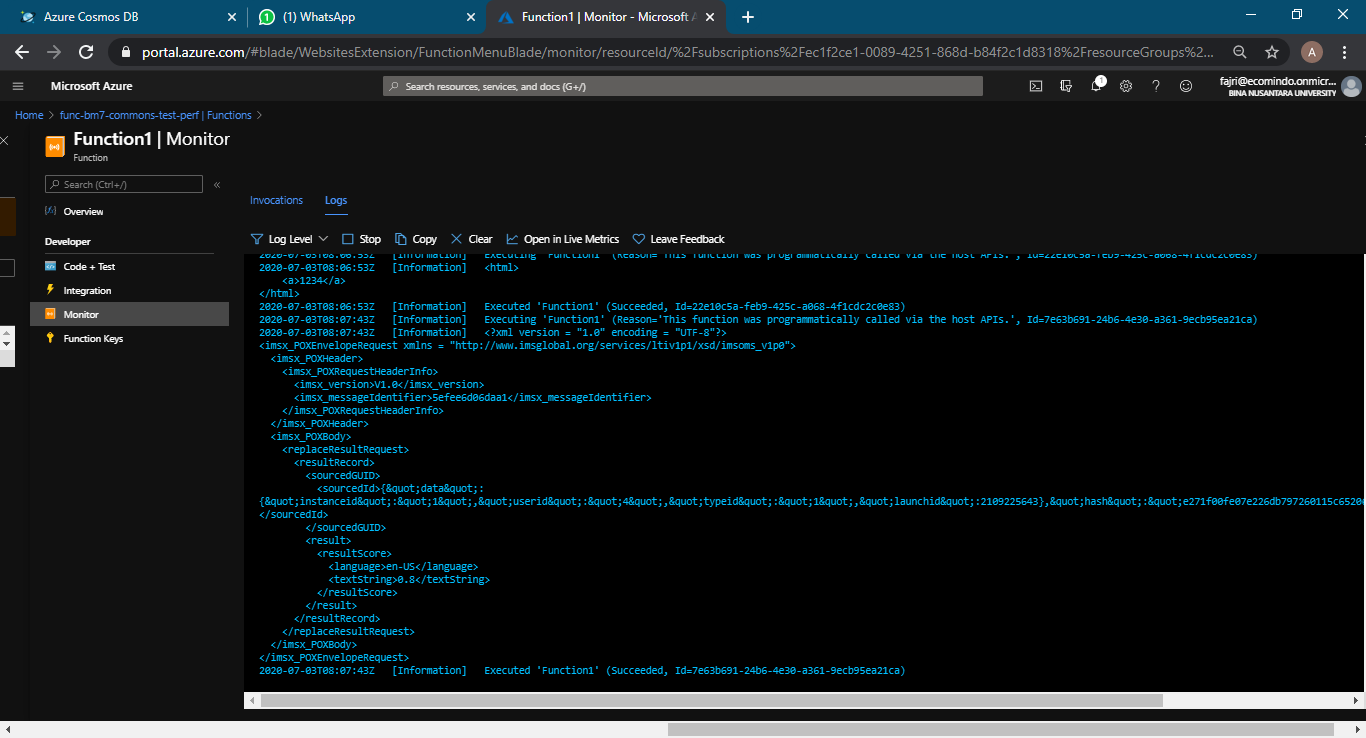 Azure Cosmos DB
(1) WhatsApp
Function1 | Monitor - Microsoft A
portal.azure.com/#blade/WebsitesExtension/FunctionMenuBlade/monitor/resourceId/%2Fsubscriptions%2Fec1f2ce1-0089-4251-868d-b84f2c1d8318%2FresourceGroups%2...
A
Microsoft Azure
Search resources, services, and docs (G+/)
1
fajri@ecomindo.onmicr...
BINA NUSANTARA UNIVERSITY
Home > func-bm7-commons-test-perf | Functions >
Function1 | Monitor
Function
Search (Ctrl+/)
Overview
Developer
Code + Test
Integration
Monitor
Function Keys
Invocations
Logs
Log Level
Stop
Copy
Clear
Open in Live Metrics
Leave Feedback
2020-07-03T08:06:53Z [Information] Executing 'Function1' (Reason='This function was programmatically called via the host APIs.', Id=22e10c5a-feb9-425c-a068-4f1cdc2c0e83)
2020-07-03T08:06:53Z [Information] <html>
<a>1234</a>
</html>
2020-07-03T08:06:53Z [Information] Executed 'Function1' (Succeeded, Id=22e10c5a-feb9-425c-a068-4f1cdc2c0e83)
2020-07-03T08:07:43Z [Information] Executing 'Function1' (Reason='This function was programmatically called via the host APIs.', Id=7e63b691-24b6-4e30-a361-9ecb95ea21ca)
2020-07-03T08:07:43Z [Information] <?xml version = "1.0" encoding = "UTF-8"?>
<imsx_POXEnvelopeRequest xmlns = "http://www.imsglobal.org/services/ltiv1p1/xsd/imsoms_v1p0">
<imsx_POXHeader>
<imsx_POXRequestHeaderInfo>
<imsx_version>V1.0</imsx_version>
<imsx_messageIdentifier>5efee6d06daa1</imsx_messageIdentifier>
</imsx_POXRequestHeaderInfo>
</imsx_POXHeader>
<imsx_POXBody>
<replaceResultRequest>
<resultRecord>
<sourcedGUID>
<sourcedId>{&quot;data&quot;:
{&quot;instanceid&quot;:&quot;1&quot;,&quot;userid&quot;:&quot;4&quot;,&quot;typeid&quot;:&quot;1&quot;,&quot;launchid&quot;:2109225643},&quot;hash&quot;:&quot;e271f00fe07e226db797260115c6520
</sourcedId>
</sourcedGUID>
<result>
<resultScore>
<language>en-US</language>
<textString>0.8</textString>
</resultScore>
</result>
</resultRecord>
</replaceResultRequest>
</imsx_POXBody>
</imsx_POXEnvelopeRequest>
2020-07-03T08:07:43Z [Information] Executed 'Function1' (Succeeded, Id=7e63b691-24b6-4e30-a361-9ecb95ea21ca)